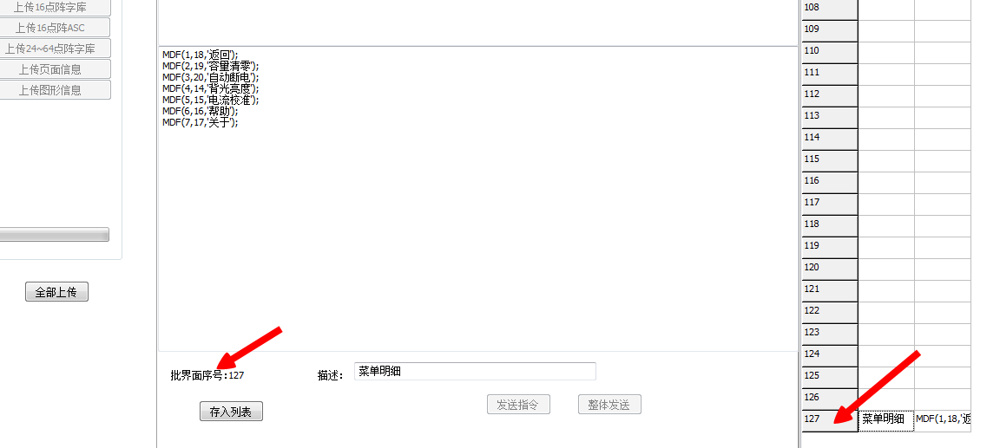 上传16点阵字库
上传16点阵ASC
上传24~64点阵字库
上传页面信息
上传图形信息
全部上传
MDF(1,18,'返回');
MDF(2,19,'容量清零');
MDF(3,20,'自动断电');
MDF(4,14,'背光亮度');
MDF(5,15,'电流校准');
MDF(6,16,'帮助');
MDF(7,17,'关于');
批界面序号:127
描述:
菜单明细
存入列表
发送指令
整体发送
108
109
110
111
112
113
114
115
116
117
118
119
120
121
122
123
124
125
126
127 菜单明细 MDF(1,18,'返